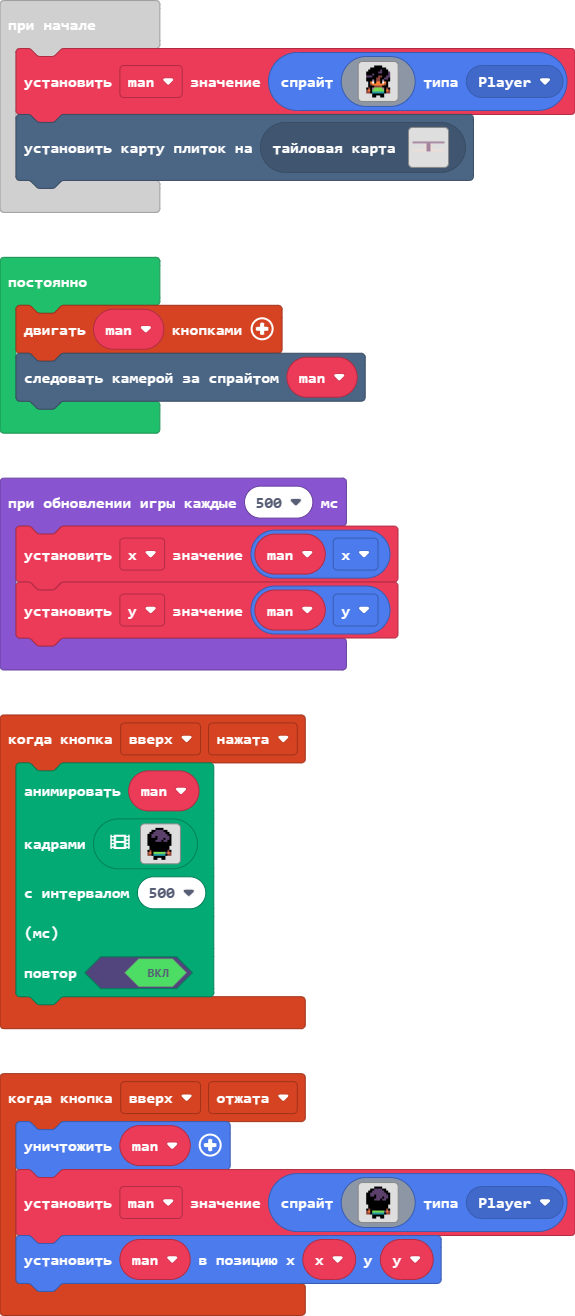 при начале
установить man значение спрайт типа Player
установить карту плиток на тайловая карта
постоянно
двигать man кнопками
следовать камерой за спрайтом man
при обновлении игры каждые 500 мс
установить x значение man x
установить y значение man y
когда кнопка вверх нажата
анимировать man
кадрами
с интервалом 500
(мс)
повтор ВКЛ
когда кнопка вверх отжата
уничтожить man
установить man значение спрайт типа Player
установить man в позицию x x y y